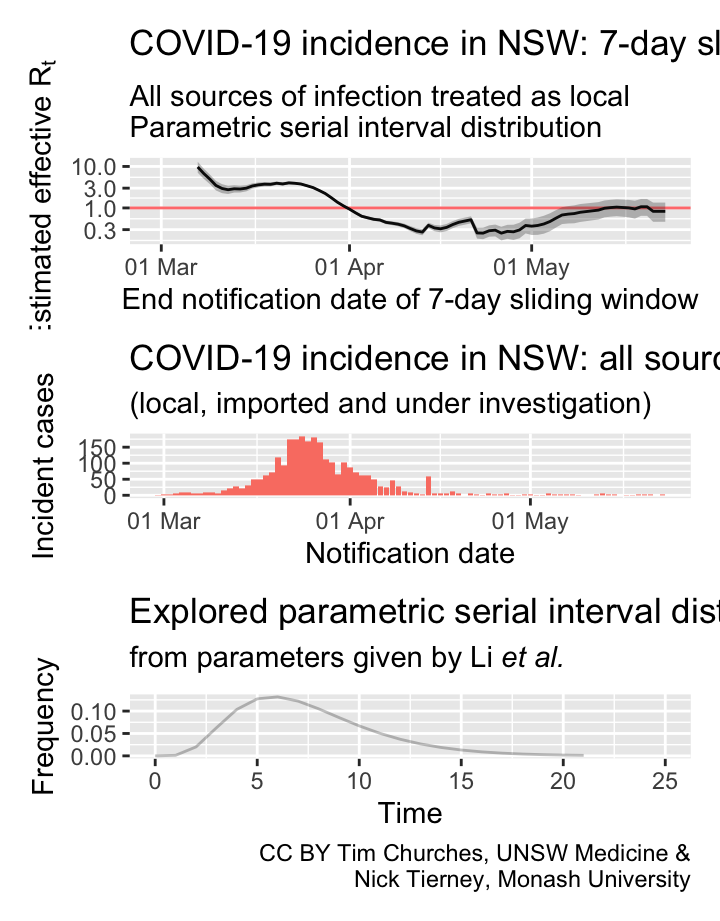 COVID-19 incidence in NSW: 7-day sl
All sources of infection treated as local
Parametric serial interval distribution
:stimated effective Rt
10.0
3.0
1.0
0.3
01 Mar 01 Apr 01 May
End notification date of 7-day sliding window
COVID-19 incidence in NSW: all sourc
(local, imported and under investigation)
Incident cases
150
100
50
0
01 Mar 01 Apr 01 May
Notification date
Explored parametric serial interval dist
from parameters given by Li et al.
Frequency
0.10
0.05
0.00
0 5 10 15 20 25
Time
CC BY Tim Churches, UNSW Medicine &
Nick Tierney, Monash University